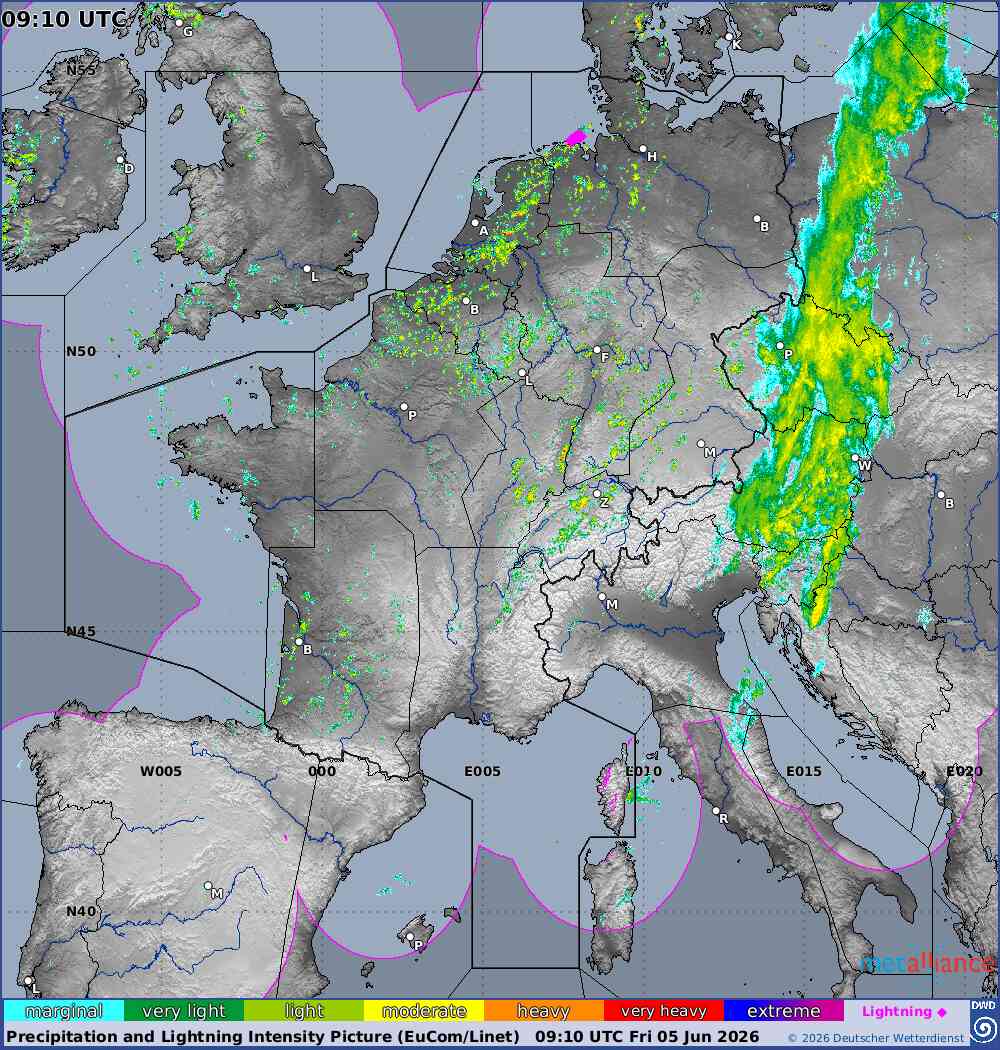 09:10 UTC
G
K
N55
D
H
A
B
B
L
B
N50
P
F
L
P
M
W
Z
B
M
N45
B
W005
000
E005
E010
E015
E020
R
M
N40
P
L
metalliance
marginal
very light
light
moderate
heavy
very heavy
extreme
Lightning ◆
DWD
Precipitation and Lightning Intensity Picture (EuCom/Linet) 09:10 UTC Fri 05 Jun 2026
© 2026 Deutscher Wetterdienst